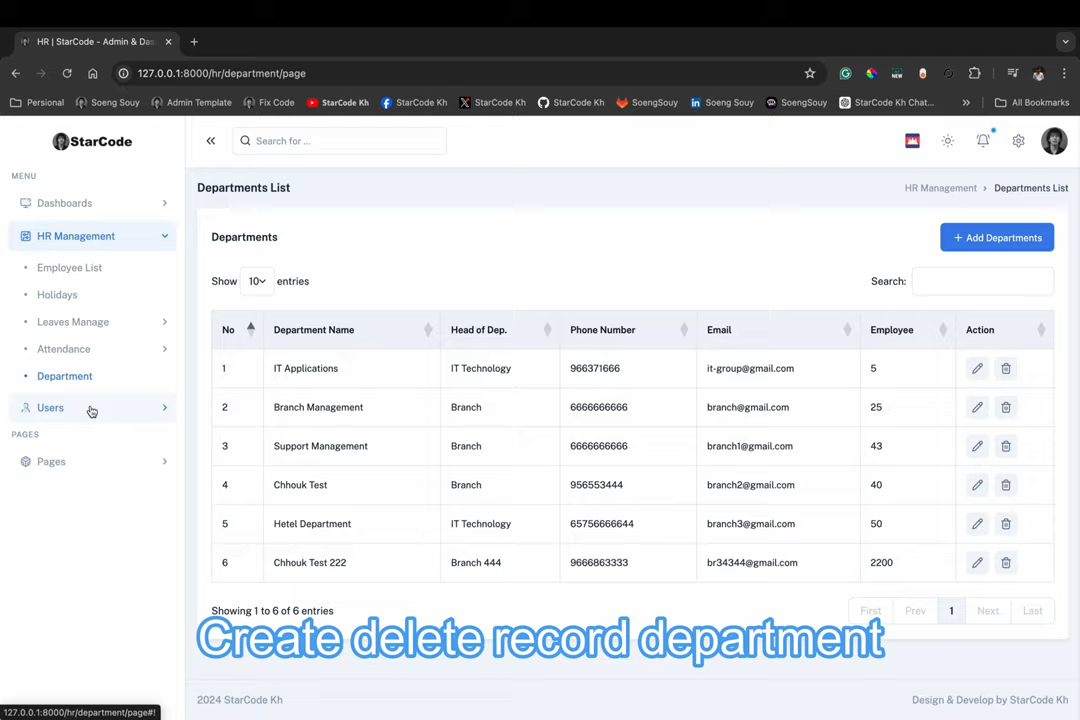 HR | StarCode - Admin & Das
127.0.0.1:8000/hr/department/page
Personal Soeng Souy Admin Template Fix Code StarCode Kh StarCode Kh StarCode Kh StarCode Kh SoengSouy Soeng Souy SoengSouy StarCode Kh Chat... » All Bookmarks
StarCode
Search for ...
MENU
Dashboards
HR Management
Employee List
Holidays
Leaves Manage
Attendance
Department
Users
PAGES
Pages
Departments List
HR Management > Departments List
Departments
+ Add Departments
Show 10 entries
Search:
No Department Name Head of Dep. Phone Number Email Employee Action
1 IT Applications IT Technology 966371666 it-group@gmail.com 5
2 Branch Management Branch 6666666666 branch@gmail.com 25
3 Support Management Branch 6666666666 branch1@gmail.com 43
4 Chhouk Test Branch 956553444 branch2@gmail.com 40
5 Hetel Department IT Technology 65756666644 branch3@gmail.com 50
6 Chhouk Test 222 Branch 444 9666863333 br34344@gmail.com 2200
Showing 1 to 6 of 6 entries
First Prev 1 Next Last
Create delete record department
2024 StarCode Kh
Design & Develop by StarCode Kh
127.0.0.1:8000/hr/department/page#!